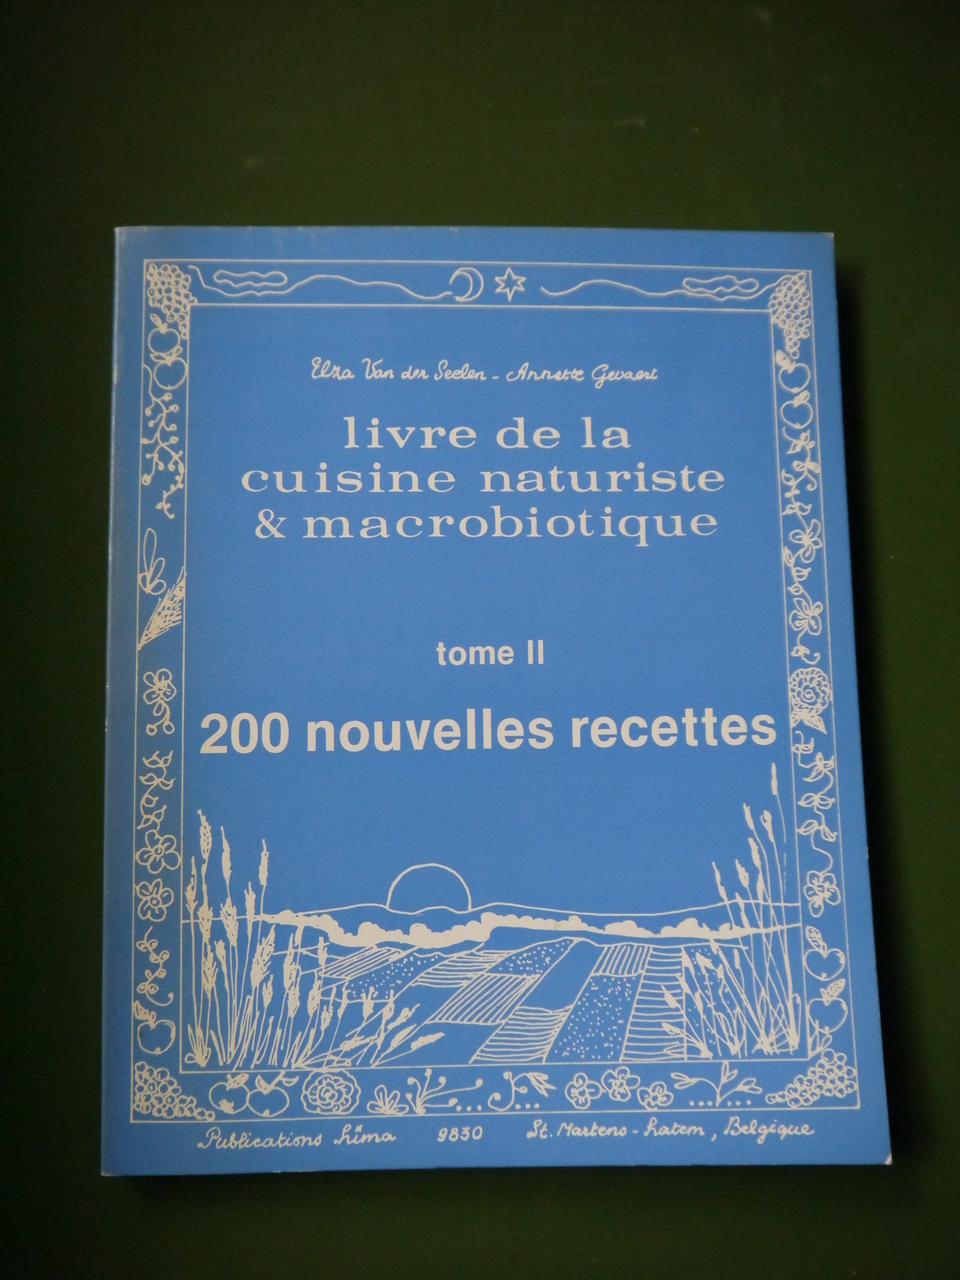 Elza Van der Seelen - Annette Gevaert
livre de la
cuisine naturiste
& macrobiotique
tome II
200 nouvelles recettes
Publications hïma 9830 St. Martens-Latem, Belgique